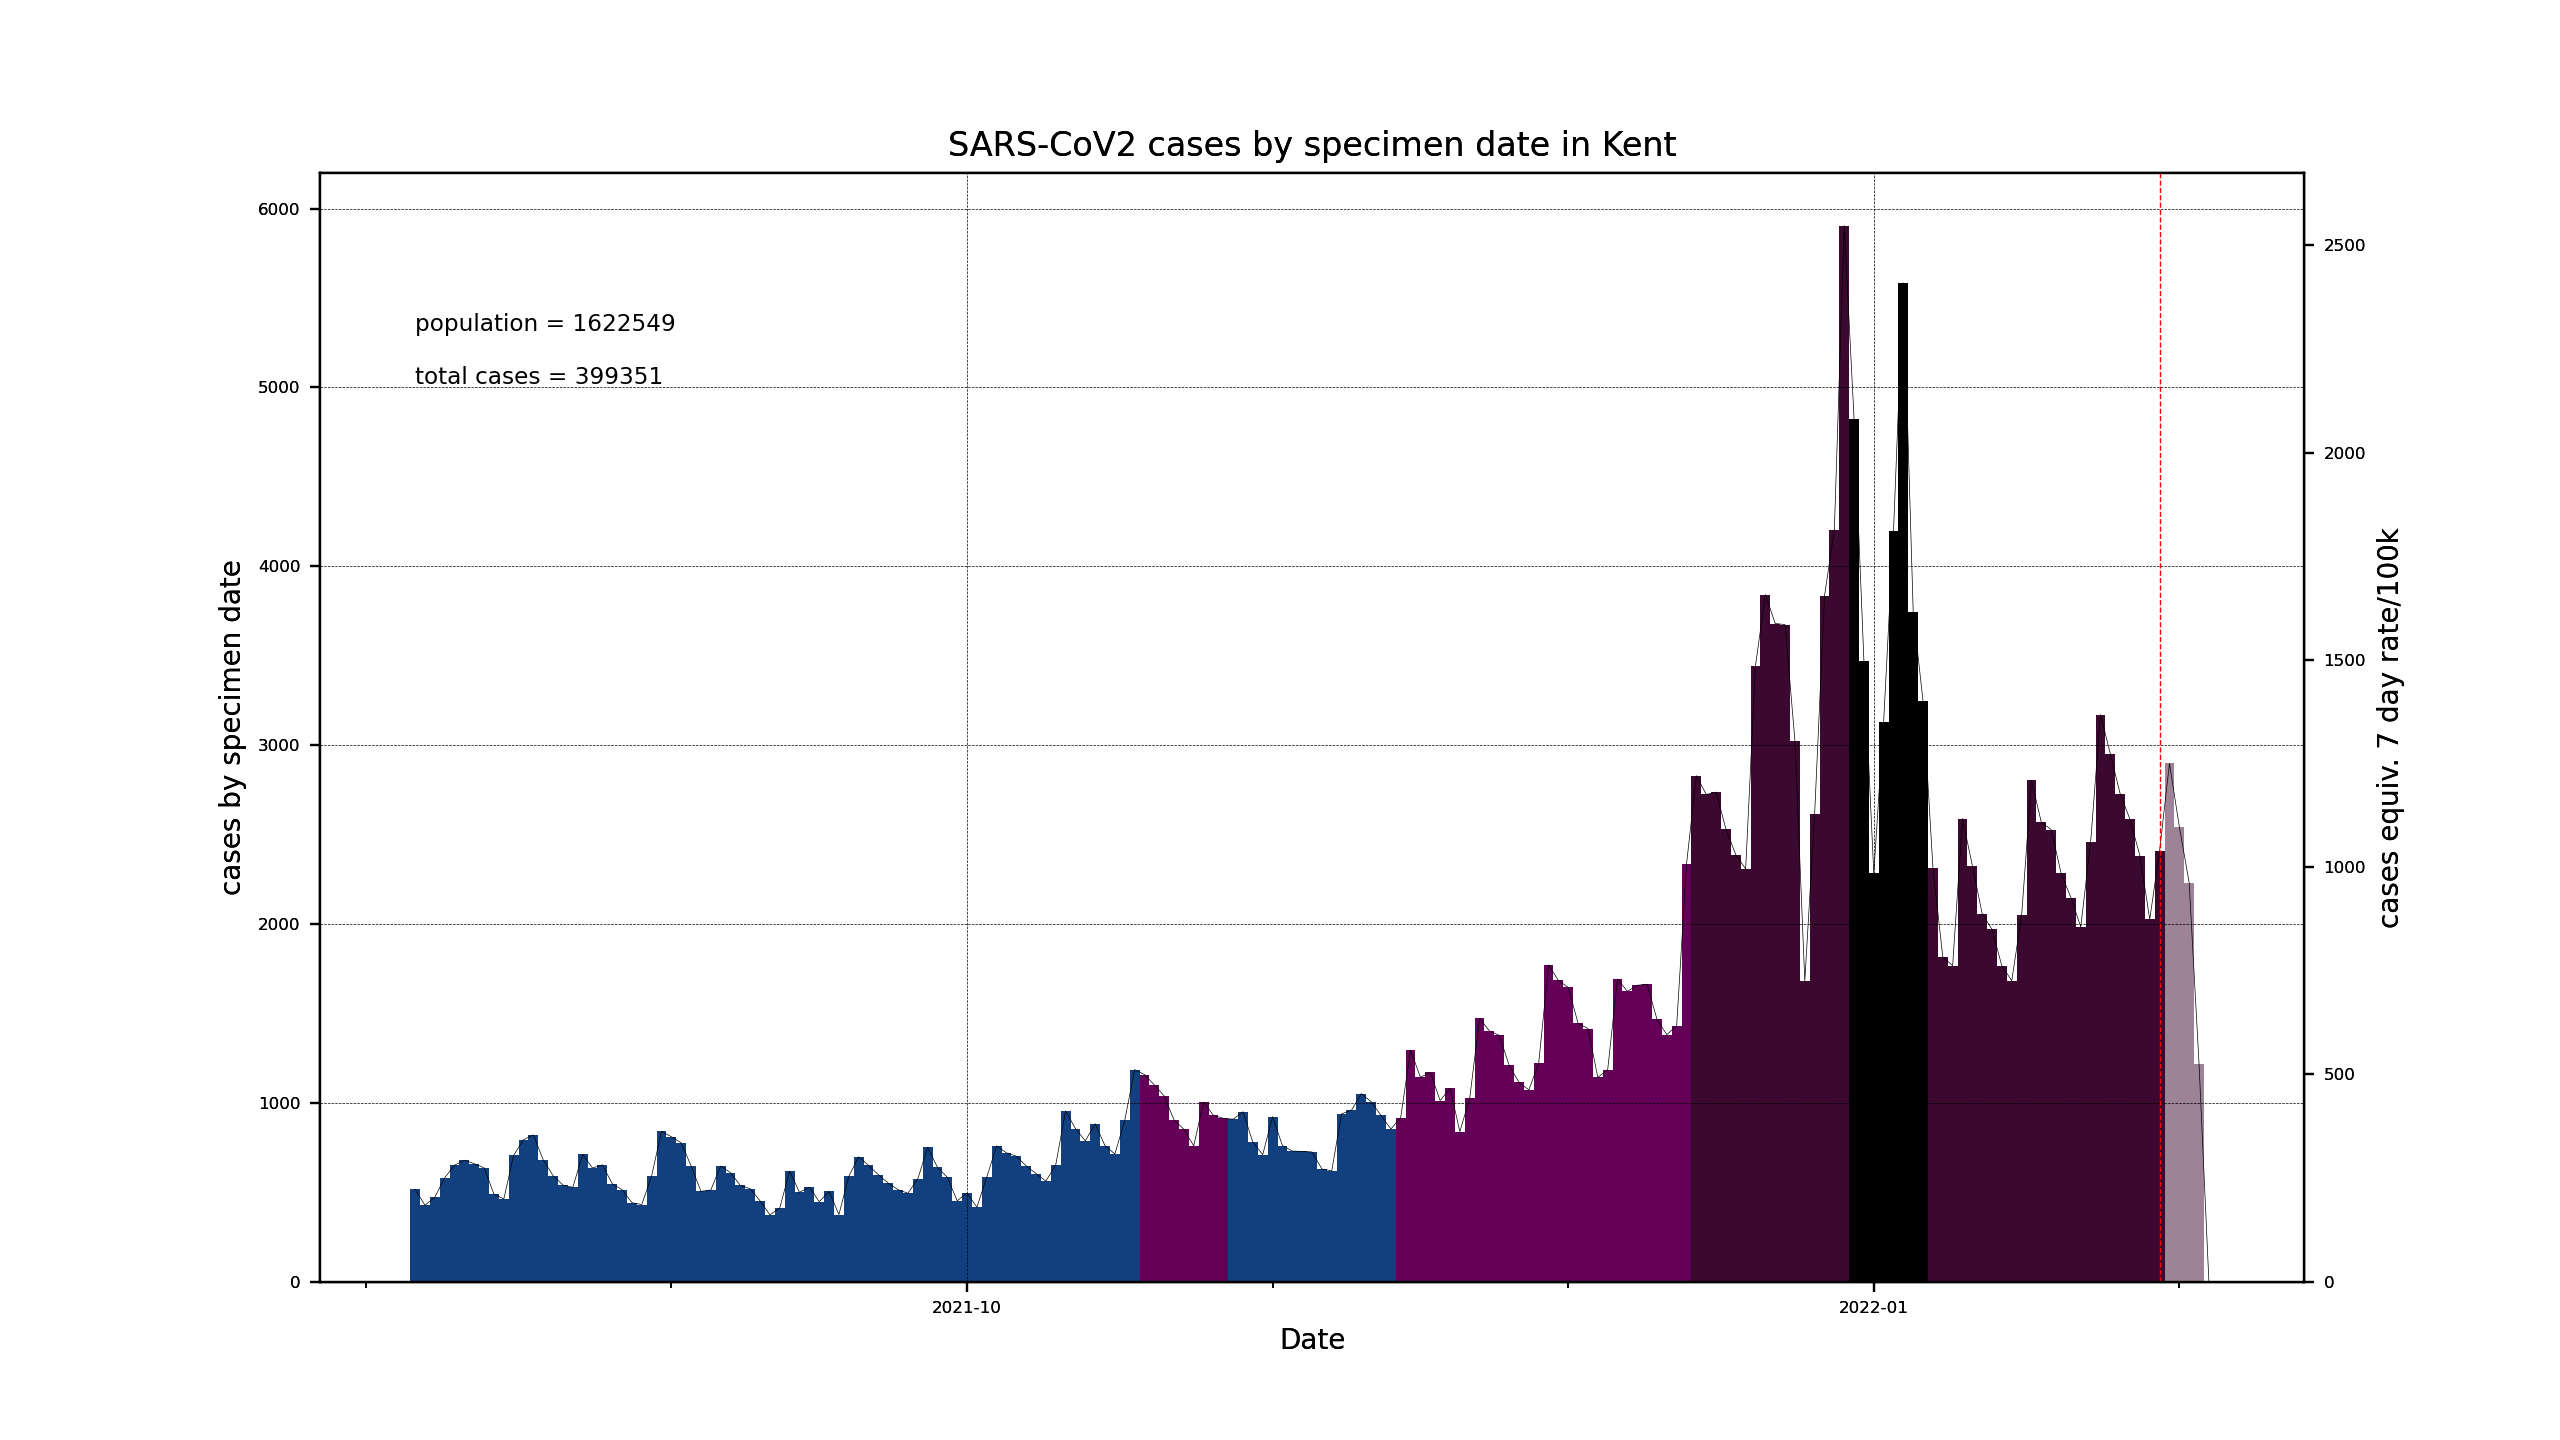 SARS-CoV2 cases by specimen date in Kent
population = 1622549
total cases = 399351
cases by specimen date
6000
5000
4000
3000
2000
1000
0
2500
2000
1500
1000
500
0
cases equiv. 7 day rate/100k
2021-10
2022-01
Date